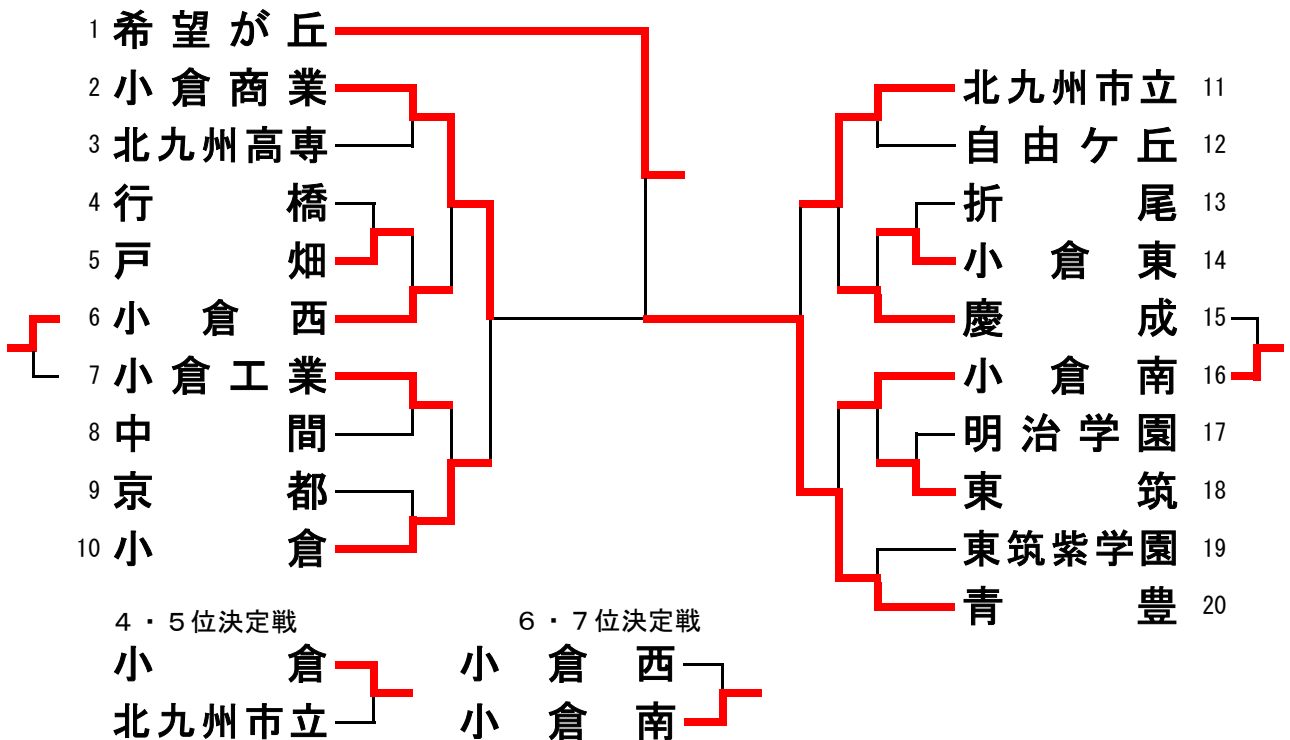 1 希望が丘
2 小倉商業
3 北九州高専
4 行橋
5 戸畑
6 小倉西
7 小倉工業
8 中間
9 京都
10 小倉
北九州市立 11
自由ケ丘 12
折尾 13
小倉東 14
慶成 15
小倉南 16
明治学園 17
東筑 18
東筑紫学園 19
青豊 20
4・5位決定戦
小倉
北九州市立
6・7位決定戦
小倉西
小倉南